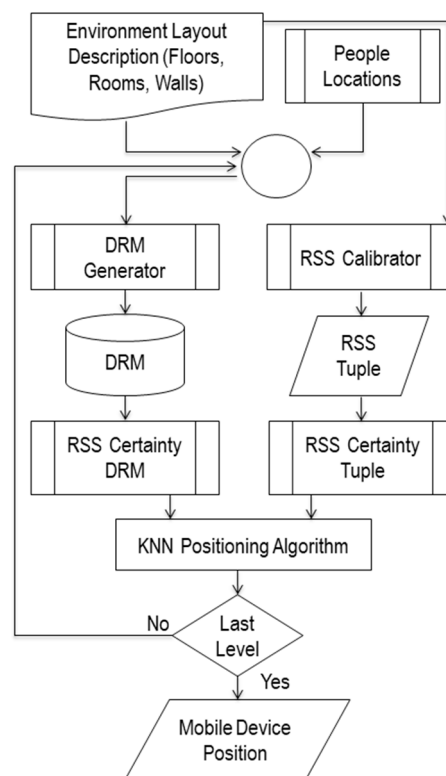 Environment Layout
Description (Floors,
Rooms, Walls)
People
Locations
DRM
Generator
RSS Calibrator
DRM
RSS
Tuple
RSS Certainty
DRM
RSS Certainty
Tuple
KNN Positioning Algorithm
No
Last
Level
Yes
Mobile Device
Position